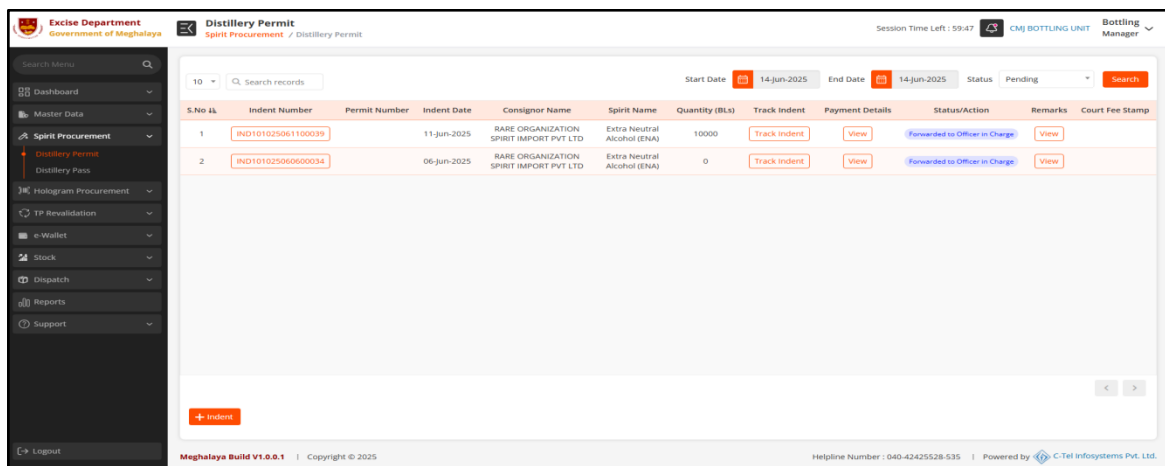 Excise Department
Government of Meghalaya
Distillery Permit
Spirit Procurement / Distillery Permit
Session Time Left : 59:47
CMJ BOTTLING UNIT
Bottling
Manager
Search Menu
Dashboard
Master Data
Spirit Procurement
Distillery Permit
Distillery Pass
Hologram Procurement
TP Revalidation
e-Wallet
Stock
Dispatch
Reports
Support
Logout
10 Search records Start Date 14-Jun-2025 End Date 14-Jun-2025 Status Pending Search
S.No Indent Number Permit Number Indent Date Consignor Name Spirit Name Quantity (BLs) Track Indent Payment Details Status/Action Remarks Court Fee Stamp
1 IND101025061100039 11-Jun-2025 RARE ORGANIZATION Extra Neutral 10000 Track Indent View Forwarded to Officer in Charge View
SPIRIT IMPORT PVT LTD Alcohol (ENA)
2 IND101025060600034 06-Jun-2025 RARE ORGANIZATION Extra Neutral 0 Track Indent View Forwarded to Officer in Charge View
SPIRIT IMPORT PVT LTD Alcohol (ENA)
< >
+ Indent
Meghalaya Build V1.0.0.1 | Copyright © 2025 Helpline Number : 040-42425528-535 | Powered by C-Tel Infosystems Pvt. Ltd.